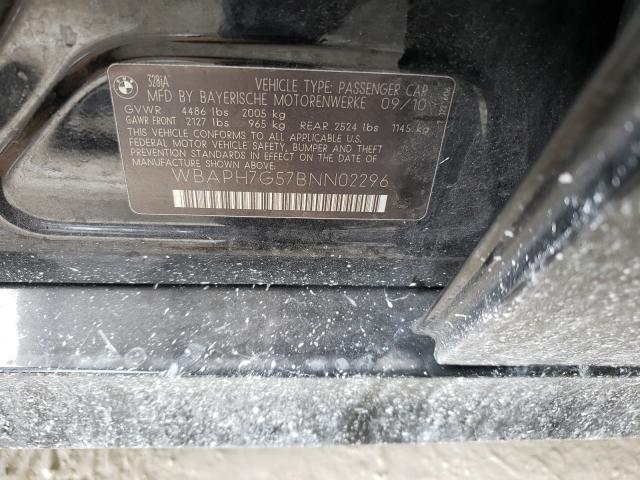 328iA VEHICLE TYPE: PASSENGER CAR
MFD BY BAYERISCHE MOTORENWERKE 09/10
GVWR 4486 lbs 2005 kg
GAWR FRONT 2127 lbs 965 kg REAR 2524 lbs 1145 kg
THIS VEHICLE CONFORMS TO ALL APPLICABLE U.S.
FEDERAL MOTOR VEHICLE SAFETY, BUMPER AND THEFT
PREVENTION STANDARDS IN EFFECT ON THE DATE OF
MANUFACTURE SHOWN ABOVE.
WBAPH7G57BNN02296